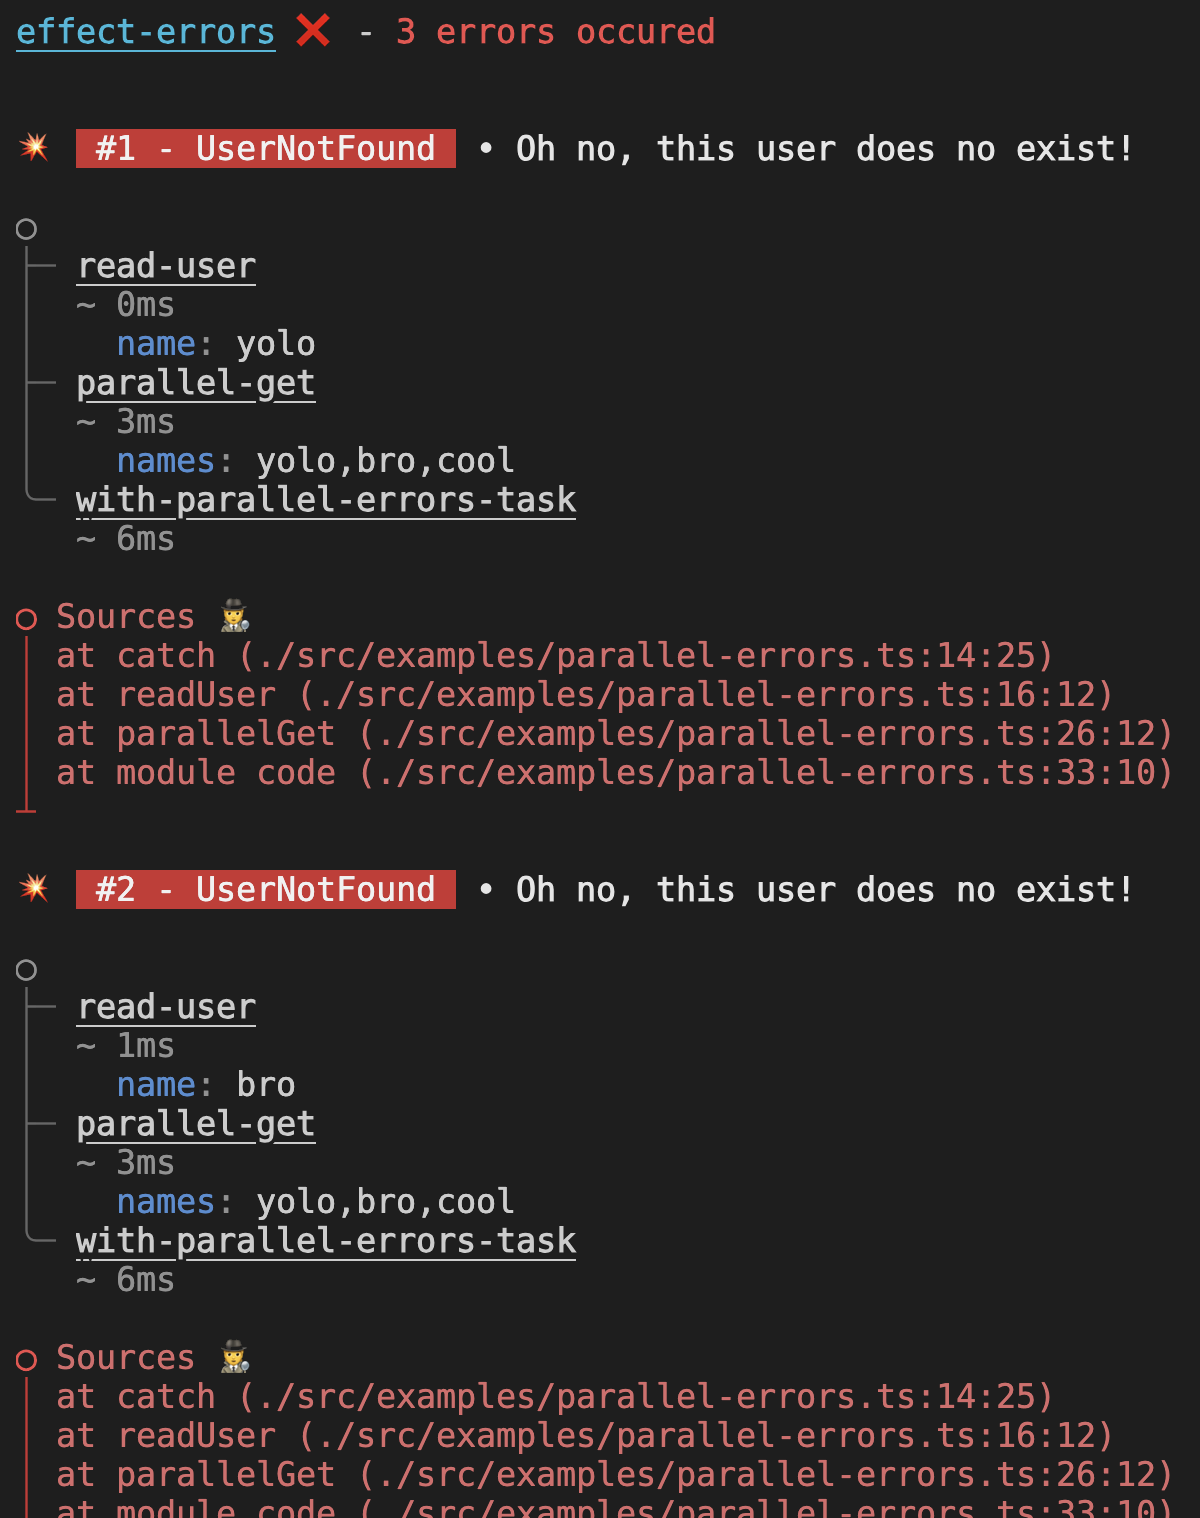 effect-errors ❌ - 3 errors occured
💥 #1 - UserNotFound • Oh no, this user does no exist!
read-user
~ 0ms
name: yolo
parallel-get
~ 3ms
names: yolo,bro,cool
with-parallel-errors-task
~ 6ms
Sources 🕵️
at catch (./src/examples/parallel-errors.ts:14:25)
at readUser (./src/examples/parallel-errors.ts:16:12)
at parallelGet (./src/examples/parallel-errors.ts:26:12)
at module code (./src/examples/parallel-errors.ts:33:10)
💥 #2 - UserNotFound • Oh no, this user does no exist!
read-user
~ 1ms
name: bro
parallel-get
~ 3ms
names: yolo,bro,cool
with-parallel-errors-task
~ 6ms
Sources 🕵️
at catch (./src/examples/parallel-errors.ts:14:25)
at readUser (./src/examples/parallel-errors.ts:16:12)
at parallelGet (./src/examples/parallel-errors.ts:26:12)
at module code (./src/examples/parallel-errors.ts:33:10)